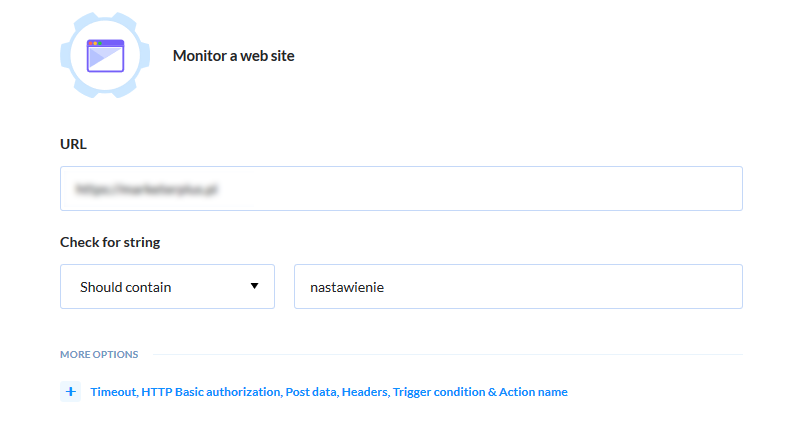 Monitor a web site
URL
Check for string
Should contain
nastawienie
MORE OPTIONS
+ Timeout, HTTP Basic authorization, Post data, Headers, Trigger condition & Action name